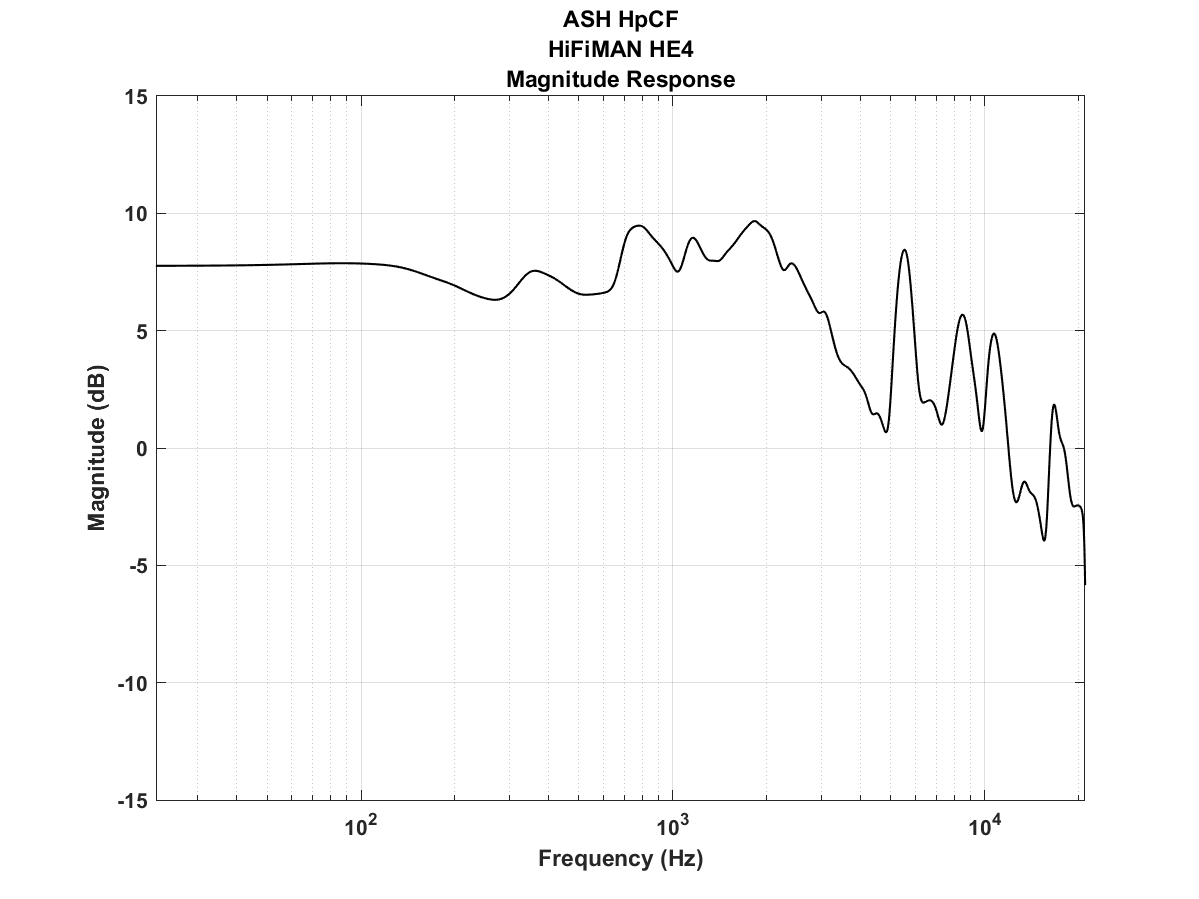 ASH HpCF
HiFiMAN HE4
Magnitude Response
15
10
5
0
-5
-10
-15
Magnitude (dB)
10²
10³
10⁴
Frequency (Hz)